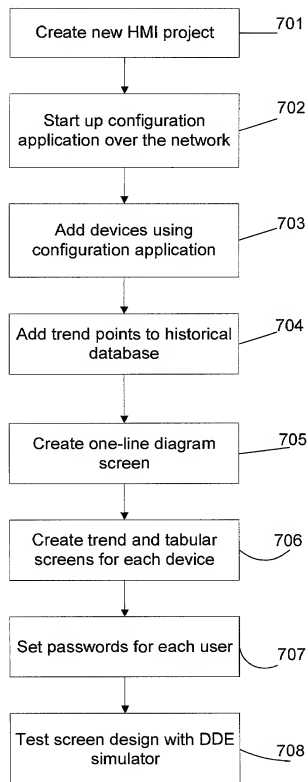 Create new HMI project
701
Start up configuration
application over the network
702
Add devices using
configuration application
703
Add trend points to historical
database
704
Create one-line diagram
screen
705
Create trend and tabular
screens for each device
706
Set passwords for each user
707
Test screen design with DDE
simulator
708